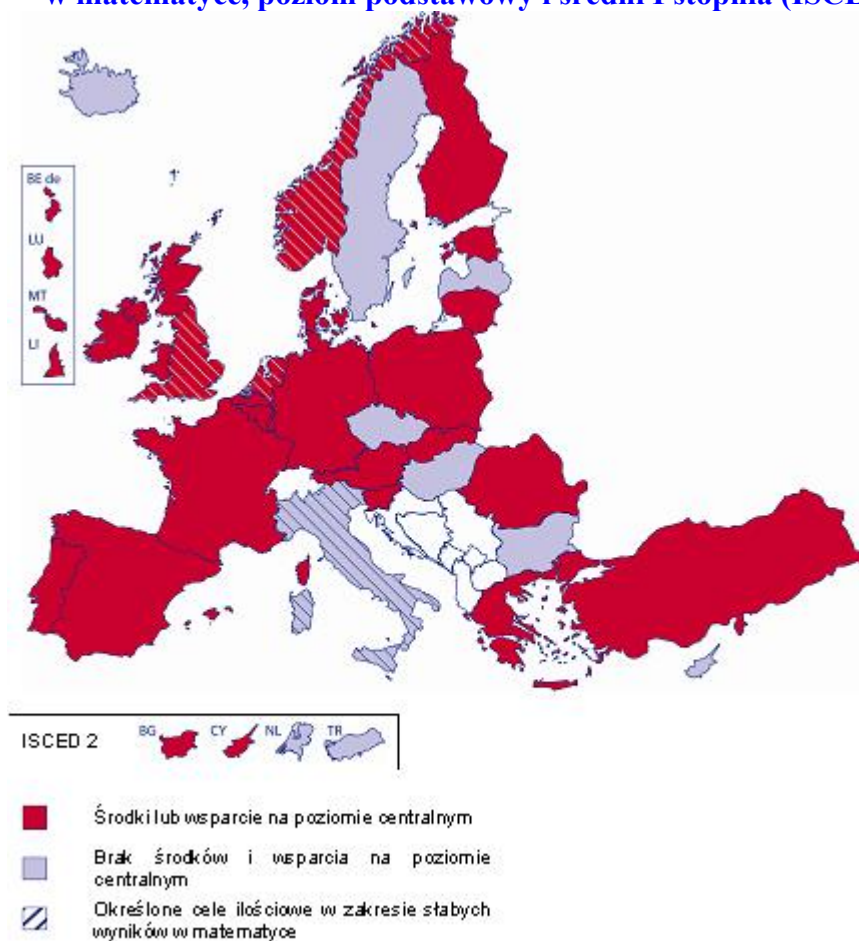 w matematyce, poziom podstawowy i średni I stopnia (ISCE
BE de
LU
MT
LI
ISCED 2 BG CY NL TR
Środki lub wsparcie na poziomie centralnym
Brak środków i wsparcia na poziomie
centralnym
Określone cele ilościowe w zakresie słabych
wyników w matematyce